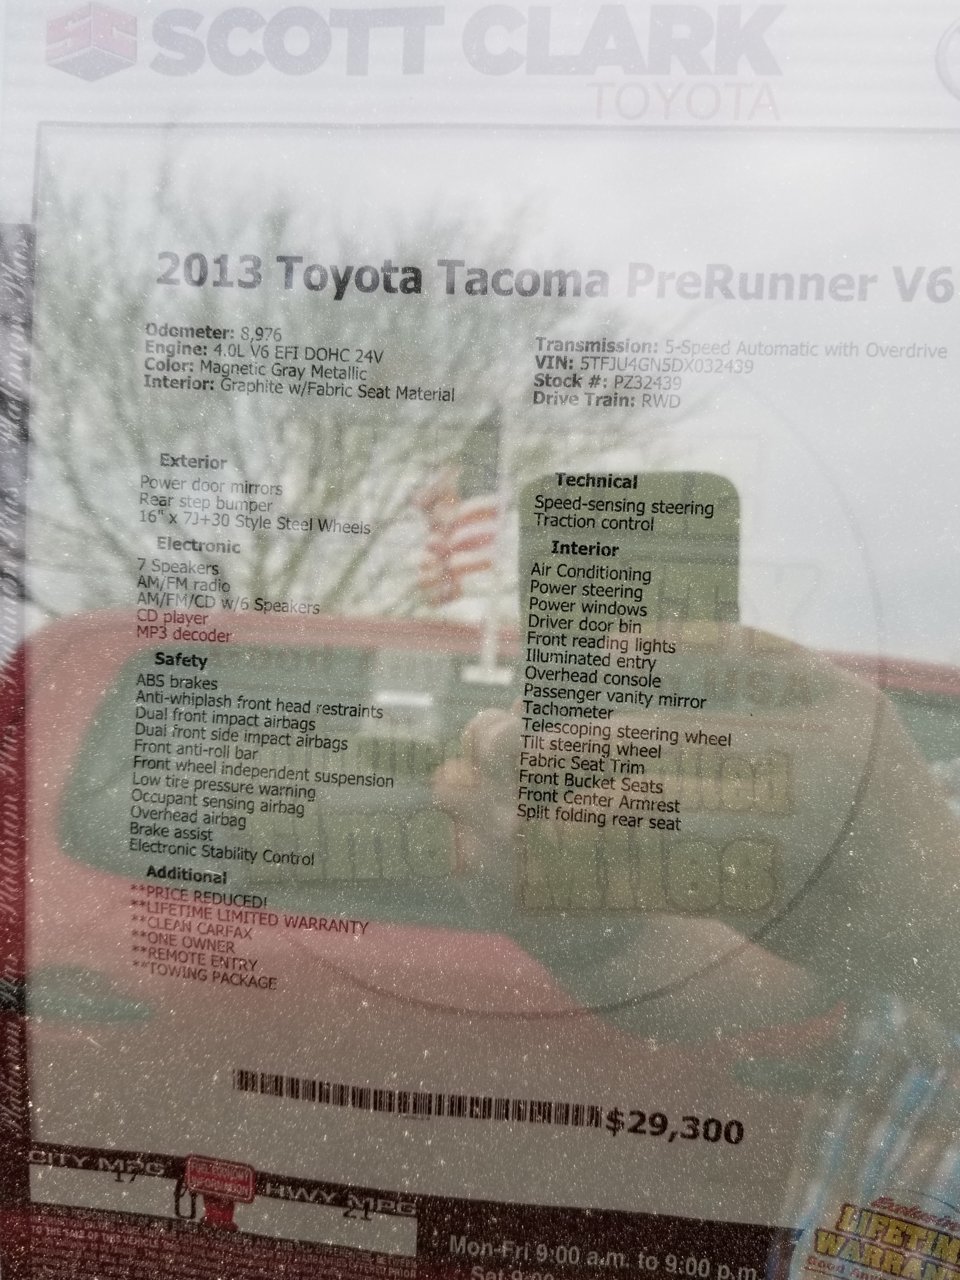 SCOTT CLARK
TOYOTA
2013 Toyota Tacoma PreRunner V6
Odometer: 8,976
Engine: 4.0L V6 EFI DOHC 24V
Color: Magnetic Gray Metallic
Interior: Graphite w/Fabric Seat Material
Transmission: 5-Speed Automatic with Overdrive
VIN: 5TFJU4GN5DX032439
Stock #: PZ32439
Drive Train: RWD
Exterior
Power door mirrors
Rear step bumper
16" x 7J+30 Style Steel Wheels
Electronic
7 Speakers
AM/FM radio
AM/FM/CD w/6 Speakers
CD player
MP3 decoder
Safety
ABS brakes
Anti-whiplash front head restraints
Dual front impact airbags
Dual front side impact airbags
Front anti-roll bar
Front wheel independent suspension
Low tire pressure warning
Occupant sensing airbag
Overhead airbag
Brake assist
Electronic Stability Control
Additional
**PRICE REDUCED!
**LIFETIME LIMITED WARRANTY
**CLEAN CARFAX
**ONE OWNER
**REMOTE ENTRY
**TOWING PACKAGE
Technical
Speed-sensing steering
Traction control
Interior
Air Conditioning
Power steering
Power windows
Driver door bin
Front reading lights
Illuminated entry
Overhead console
Passenger vanity mirror
Tachometer
Telescoping steering wheel
Tilt steering wheel
Fabric Seat Trim
Front Bucket Seats
Front Center Armrest
Split folding rear seat
$29,300
CITY MPG
17
FUEL ECONOMY
INFORMATION
HWY MPG
21
Mon-Fri 9:00 a.m. to 9:00 p.m.
LIFETIME
WARRANTY